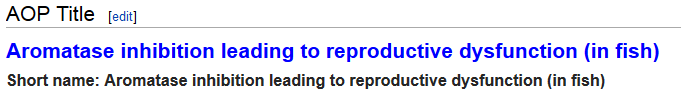 AOP Title [edit]
Aromatase inhibition leading to reproductive dysfunction (in fish)
Short name: Aromatase inhibition leading to reproductive dysfunction (in fish)